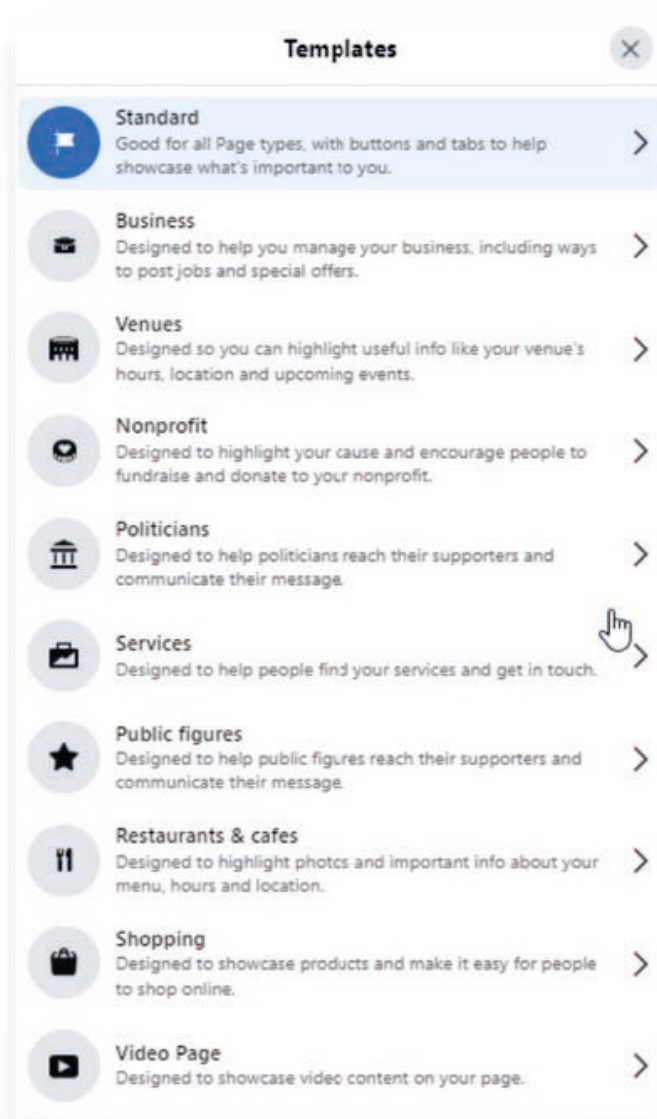 Templates
Standard
Good for all Page types, with buttons and tabs to help
showcase what's important to you.
Business
Designed to help you manage your business, including ways
to post jobs and special offers.
Venues
Designed so you can highlight useful info like your venue's
hours, location and upcoming events.
Nonprofit
Designed to highlight your cause and encourage people to
fundraise and donate to your nonprofit.
Politicians
Designed to help politicians reach their supporters and
communicate their message.
Services
Designed to help people find your services and get in touch.
Public figures
Designed to help public figures reach their supporters and
communicate their message.
Restaurants & cafes
Designed to highlight photos and important info about your
menu, hours and location.
Shopping
Designed to showcase products and make it easy for people
to shop online.
Video Page
Designed to showcase video content on your page.